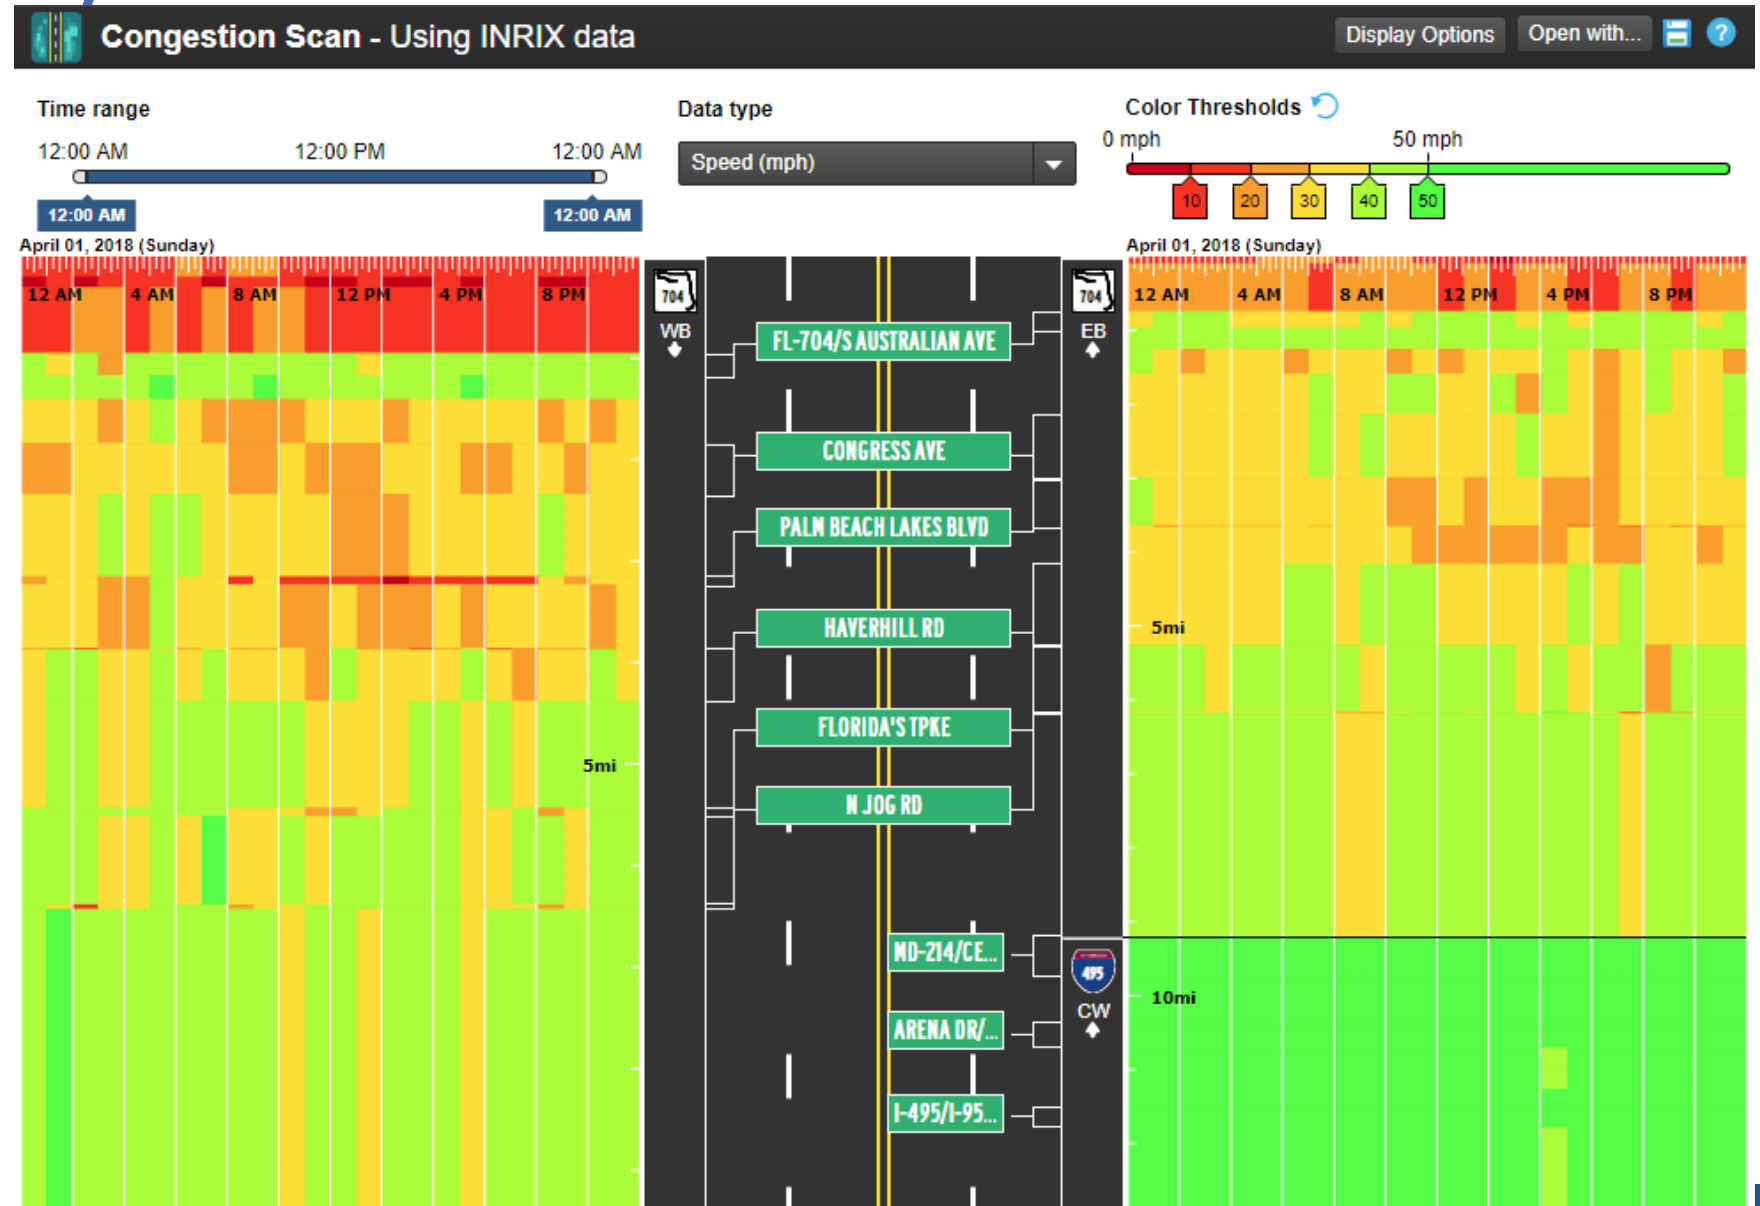 Congestion Scan - Using INRIX data
Display Options
Open with...
?
Time range
12:00 AM 12:00 PM 12:00 AM
12:00 AM 12:00 AM
Data type
Speed (mph)
Color Thresholds
0 mph 50 mph
10 20 30 40 50
April 01, 2018 (Sunday)
12 AM 4 AM 8 AM 12 PM 4 PM 8 PM
5mi
704
WB
FL-704/S AUSTRALIAN AVE
CONGRESS AVE
PALM BEACH LAKES BLVD
HAVERHILL RD
FLORIDA'S TPKE
N JOG RD
MD-214/CE...
ARENA DR/...
I-495/I-95...
704
EB
495
CW
April 01, 2018 (Sunday)
12 AM 4 AM 8 AM 12 PM 4 PM 8 PM
5mi
10mi